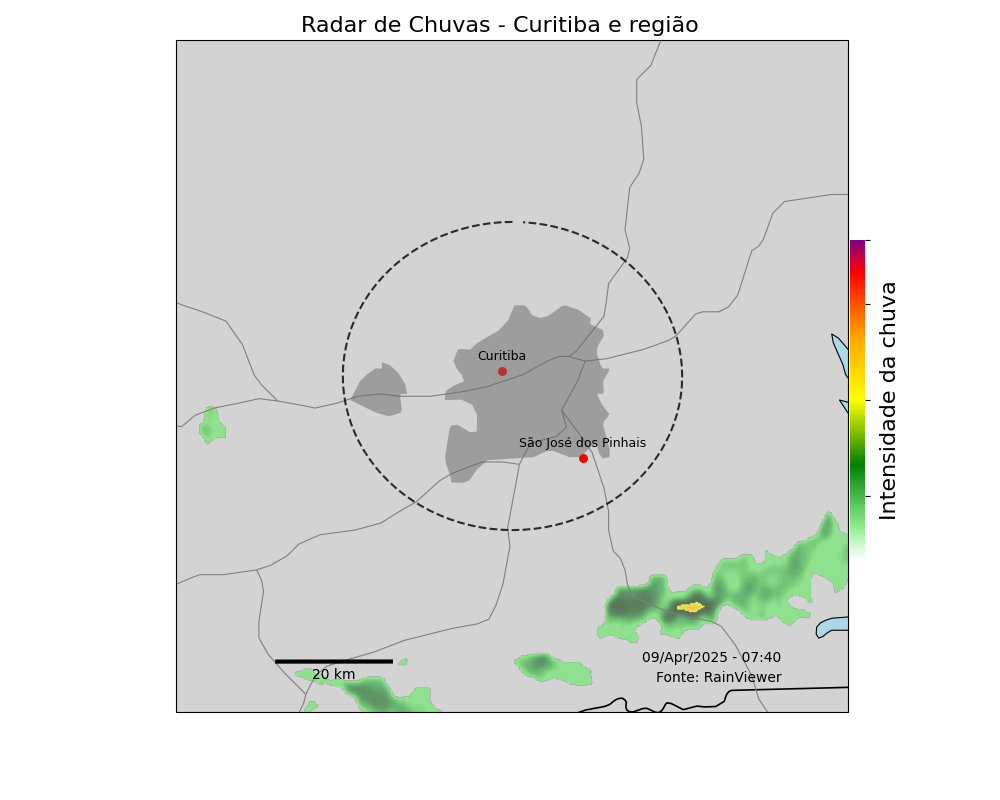 Radar de Chuvas - Curitiba e região
Curitiba
São José dos Pinhais
Intensidade da chuva
09/Apr/2025 - 07:40
20 km
Fonte: RainViewer